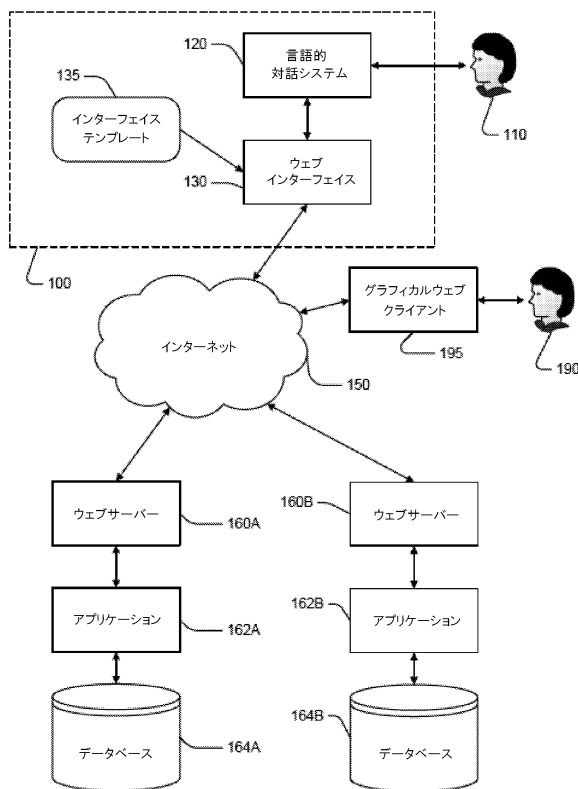 120
言語的
対話システム
135
インターフェイス
テンプレート
110
ウェブ
インターフェイス
130
100
グラフィカルウェブ
クライアント
インターネット
195
190
150
ウェブサーバー
160A
160B
ウェブサーバー
アプリケーション
162A
162B
アプリケーション
データベース
164A
164B
データベース